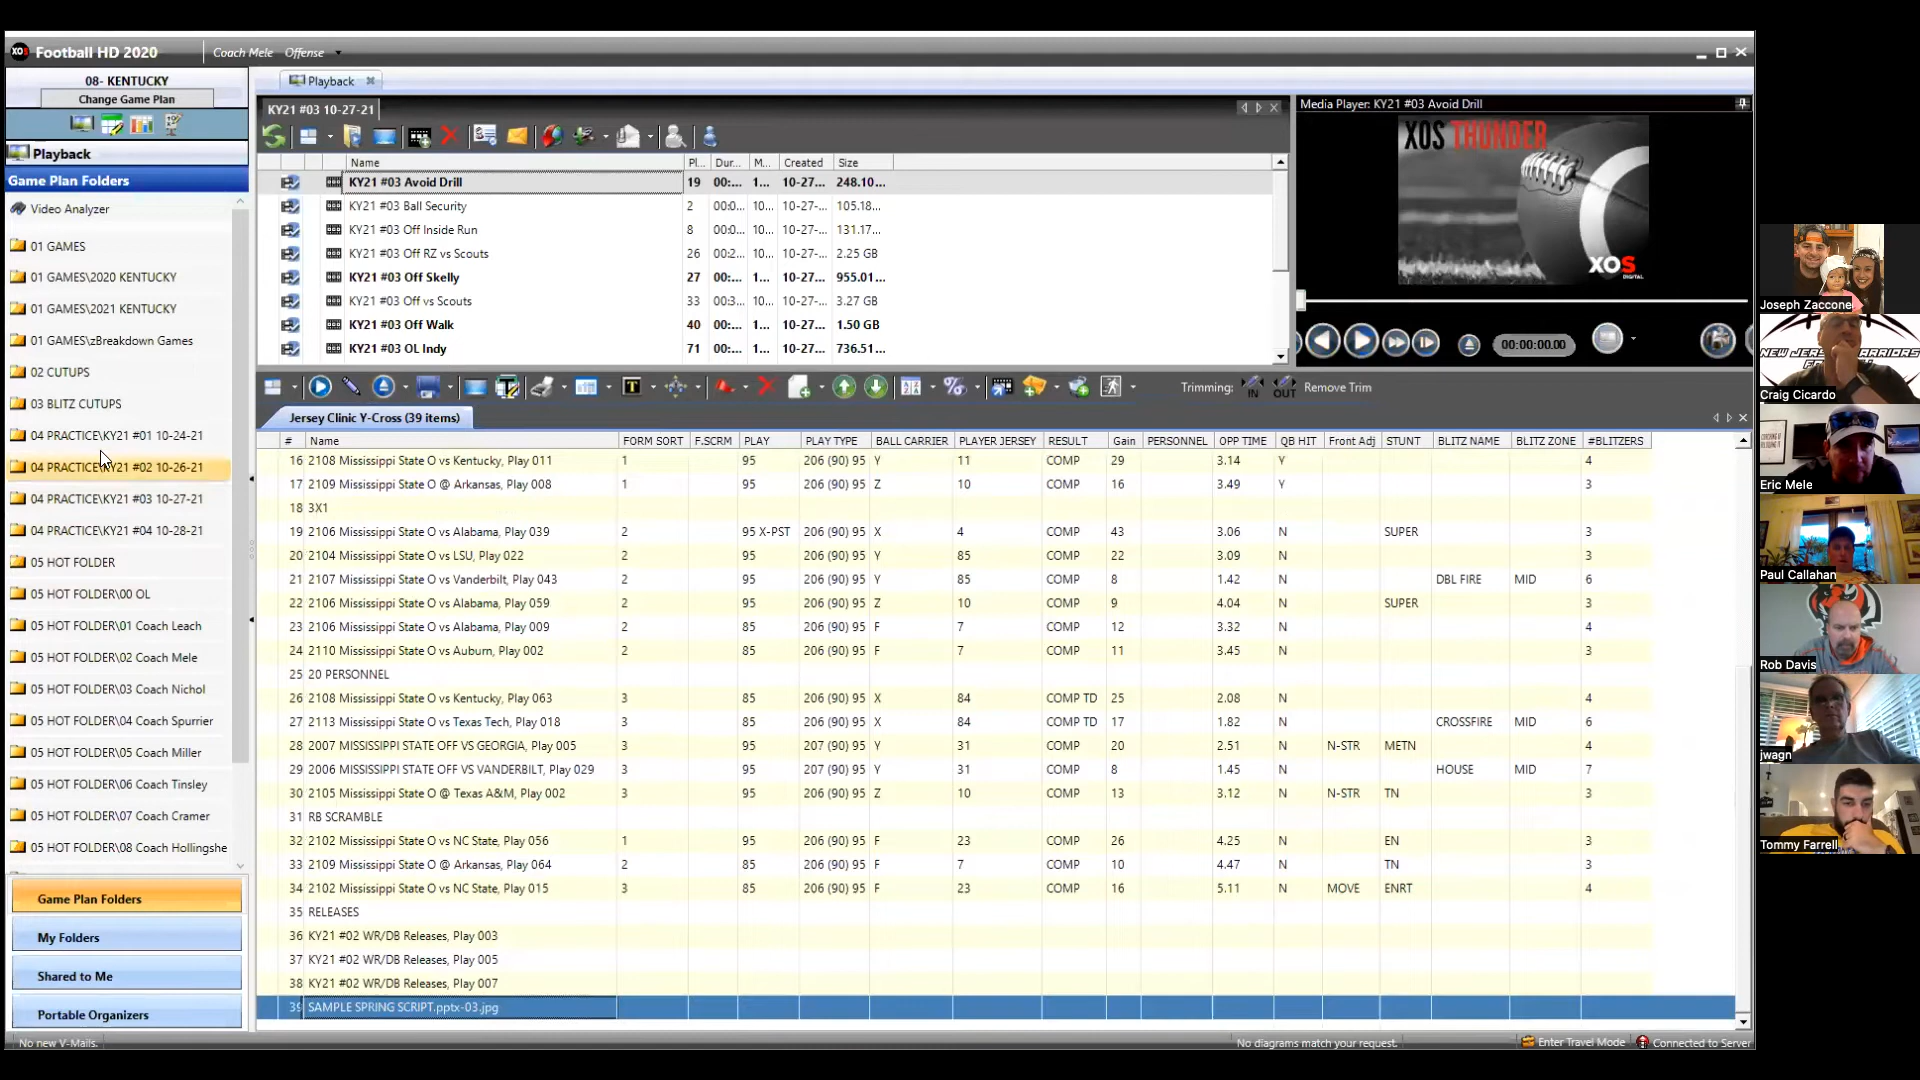 XOS Football HD 2020 Coach Mele Offense
08- KENTUCKY
Change Game Plan
Playback
Game Plan Folders
Video Analyzer
01 GAMES
01 GAMES\2020 KENTUCKY
01 GAMES\2021 KENTUCKY
01 GAMES\zBreakdown Games
02 CUTUPS
03 BLITZ CUTUPS
04 PRACTICE\KY21 #01 10-24-21
04 PRACTICE\KY21 #02 10-26-21
04 PRACTICE\KY21 #03 10-27-21
04 PRACTICE\KY21 #04 10-28-21
05 HOT FOLDER
05 HOT FOLDER\00 OL
05 HOT FOLDER\01 Coach Leach
05 HOT FOLDER\02 Coach Mele
05 HOT FOLDER\03 Coach Nichol
05 HOT FOLDER\04 Coach Spurrier
05 HOT FOLDER\05 Coach Miller
05 HOT FOLDER\06 Coach Tinsley
05 HOT FOLDER\07 Coach Cramer
05 HOT FOLDER\08 Coach Hollingshe
Game Plan Folders
My Folders
Shared to Me
Portable Organizers
No new V-Mails.
Playback
KY21 #03 10-27-21
Name Pl... Dur... M... Created Size
KY21 #03 Avoid Drill 19 00:... 1... 10-27... 248.10...
KY21 #03 Ball Security 2 00:0... 10... 10-27-... 105.18...
KY21 #03 Off Inside Run 8 00:0... 10... 10-27-... 131.17...
KY21 #03 Off RZ vs Scouts 26 00:2... 10... 10-27-... 2.25 GB
KY21 #03 Off Skelly 27 00:... 1... 10-27... 955.01...
KY21 #03 Off vs Scouts 33 00:3... 10... 10-27-... 3.27 GB
KY21 #03 Off Walk 40 00:... 1... 10-27... 1.50 GB
KY21 #03 OL Indy 71 00:... 1... 10-27... 736.51...
Media Player: KY21 #03 Avoid Drill
XOS THUNDER
XOS
DIGITAL
00:00:00.00
Trimming: IN OUT Remove Trim
Jersey Clinic Y-Cross (39 items)
# Name FORM SORT F.SCRM PLAY PLAY TYPE BALL CARRIER PLAYER JERSEY RESULT Gain PERSONNEL OPP TIME QB HIT Front Adj STUNT BLITZ NAME BLITZ ZONE #BLITZERS
16 2108 Mississippi State O vs Kentucky, Play 011 1 95 206 (90) 95 Y 11 COMP 29 3.14 Y 4
17 2109 Mississippi State O @ Arkansas, Play 008 1 95 206 (90) 95 Z 10 COMP 16 3.49 Y 3
18 3X1
19 2106 Mississippi State O vs Alabama, Play 039 2 95 X-PST 206 (90) 95 X 4 COMP 43 3.06 N SUPER 3
20 2104 Mississippi State O vs LSU, Play 022 2 95 206 (90) 95 Y 85 COMP 22 3.09 N 3
21 2107 Mississippi State O vs Vanderbilt, Play 043 2 95 206 (90) 95 Y 85 COMP 8 1.42 N DBL FIRE MID 6
22 2106 Mississippi State O vs Alabama, Play 059 2 95 206 (90) 95 Z 10 COMP 9 4.04 N SUPER 3
23 2106 Mississippi State O vs Alabama, Play 009 2 95 206 (90) 95 F 7 COMP 12 3.32 N 4
24 2110 Mississippi State O vs Auburn, Play 002 2 85 206 (90) 95 F 7 COMP 11 3.45 N 3
25 20 PERSONNEL
26 2108 Mississippi State O vs Kentucky, Play 063 3 85 206 (90) 95 X 84 COMP TD 25 2.08 N 4
27 2113 Mississippi State O vs Texas Tech, Play 018 3 85 206 (90) 95 X 84 COMP TD 17 1.82 N CROSSFIRE MID 6
28 2007 MISSISSIPPI STATE OFF VS GEORGIA, Play 005 3 95 207 (90) 95 Y 31 COMP 20 2.51 N N-STR METN 4
29 2006 MISSISSIPPI STATE OFF VS VANDERBILT, Play 029 3 95 207 (90) 95 Y 31 COMP 8 1.45 N HOUSE MID 7
30 2105 Mississippi State O @ Texas A&M, Play 002 3 95 206 (90) 95 Z 10 COMP 13 3.12 N N-STR TN 3
31 RB SCRAMBLE
32 2102 Mississippi State O vs NC State, Play 056 1 95 206 (90) 95 F 23 COMP 26 4.25 N EN 3
33 2109 Mississippi State O @ Arkansas, Play 064 2 85 206 (90) 95 F 7 COMP 10 4.47 N TN 3
34 2102 Mississippi State O vs NC State, Play 015 3 85 206 (90) 95 F 23 COMP 16 5.11 N MOVE ENRT 4
35 RELEASES
36 KY21 #02 WR/DB Releases, Play 003
37 KY21 #02 WR/DB Releases, Play 005
38 KY21 #02 WR/DB Releases, Play 007
39 SAMPLE SPRING SCRIPT.pptx-03.jpg
No diagrams match your request. Enter Travel Mode Connected to Server
Joseph Zaccone
Craig Cicardo
Eric Mele
Paul Callahan
Rob Davis
jwagn
Tommy Farrell